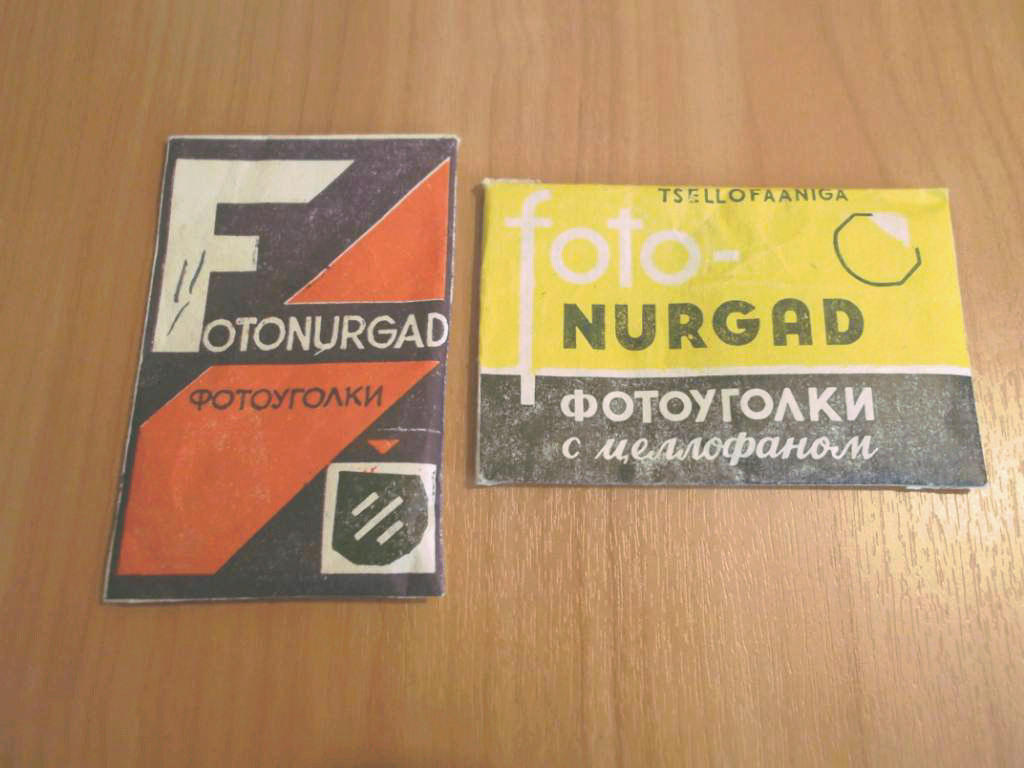 FOTONURGAD
ФОТОУГОЛКИ
TSELLOFAANIGA
foto-
NURGAD
ФОТОУГОЛКИ
с целлофаном